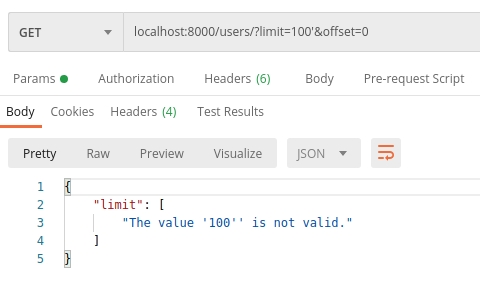 GET localhost:8000/users/?limit=100'&offset=0
Params Authorization Headers (6) Body Pre-request Script
Body Cookies Headers (4) Test Results
Pretty Raw Preview Visualize JSON
1 {
2 "limit": [
3 "The value '100'' is not valid."
4 ]
5 }